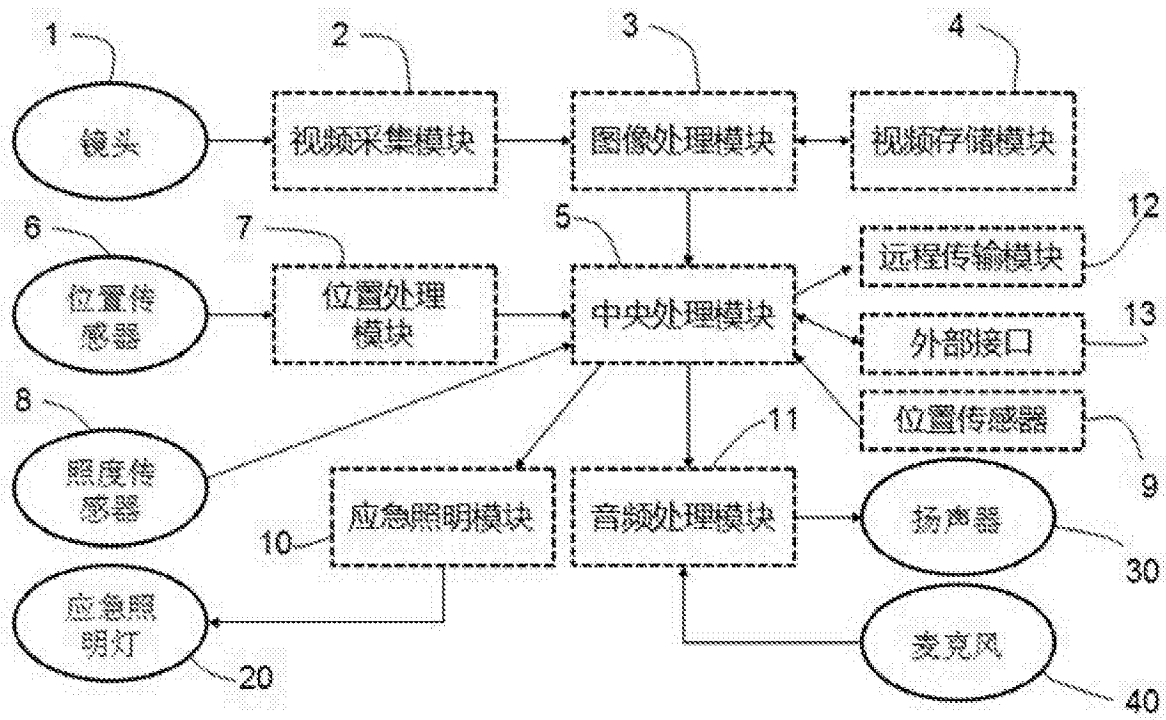 1
2
3
4
镜头
视频采集模块
图像处理模块
视频存储模块
6
7
5
12
位置传
感器
位置处理
模块
中央处理模块
远程传输模块
外部接口
13
位置传感器
9
8
照度传
感器
11
10
应急照明模块
音频处理模块
扬声器
30
应急照
明灯
20
麦克风
40